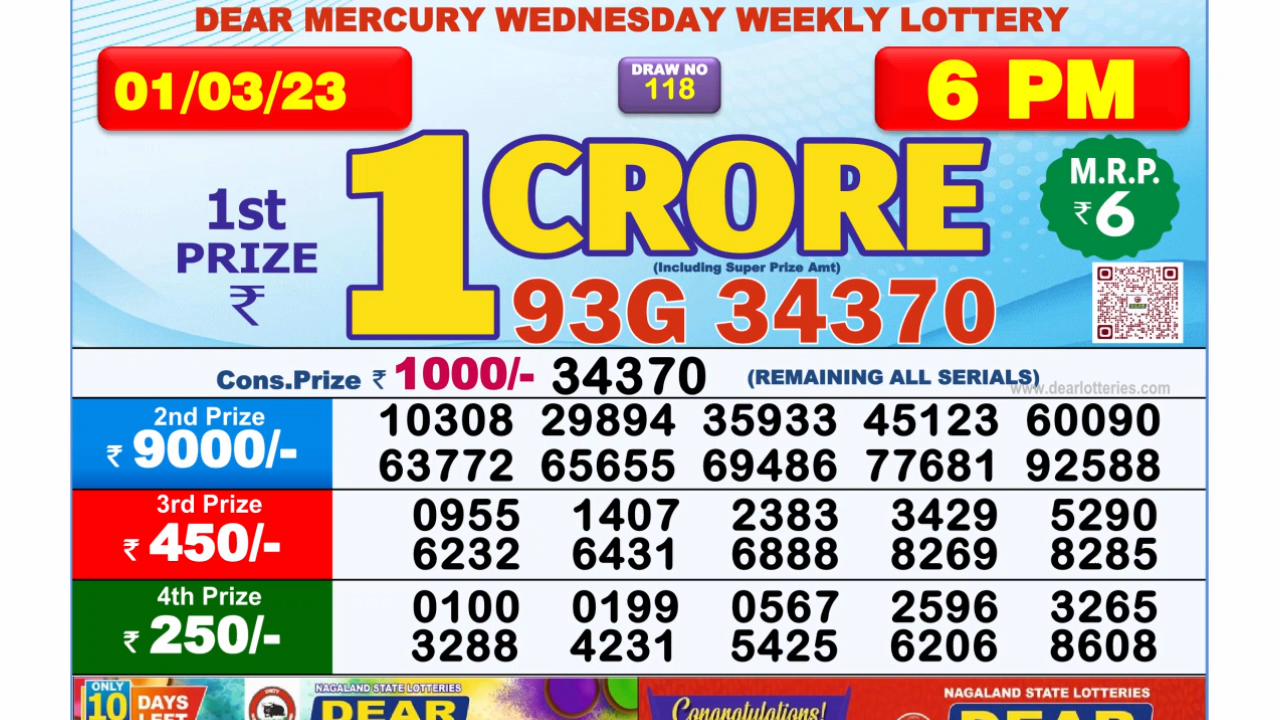 DEAR MERCURY WEDNESDAY WEEKLY LOTTERY
01/03/23
DRAW NO
118
6 PM
1st
PRIZE
₹
1 CRORE
(Including Super Prize Amt)
93G 34370
M.R.P.
₹6
Cons.Prize ₹ 1000/- 34370 (REMAINING ALL SERIALS)
www.dearlotteries.com
2nd Prize
₹ 9000/-
10308 29894 35933 45123 60090
63772 65655 69486 77681 92588
3rd Prize
₹ 450/-
0955 1407 2383 3429 5290
6232 6431 6888 8269 8285
4th Prize
₹ 250/-
0100 0199 0567 2596 3265
3288 4231 5425 6206 8608
ONLY
10 DAYS
LEFT
NAGALAND STATE LOTTERIES
DEAR
Congratulations!
NAGALAND STATE LOTTERIES
DEAR